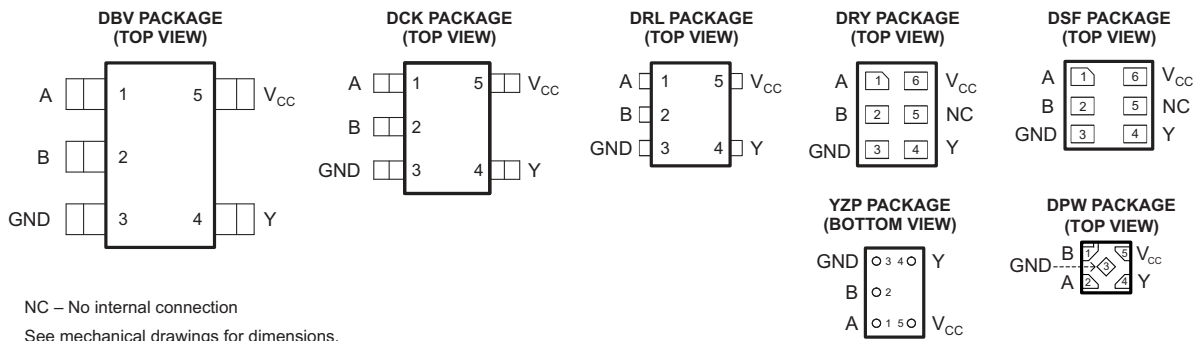 DBV PACKAGE
(TOP VIEW)
A 1 5 VCC
B 2
GND 3 4 Y
DCK PACKAGE
(TOP VIEW)
A 1 5 VCC
B 2
GND 3 4 Y
DRL PACKAGE
(TOP VIEW)
A 1 5 VCC
B 2
GND 3 4 Y
DRY PACKAGE
(TOP VIEW)
A 1 6 VCC
B 2 5 NC
GND 3 4 Y
DSF PACKAGE
(TOP VIEW)
A 1 6 VCC
B 2 5 NC
GND 3 4 Y
YZP PACKAGE
(BOTTOM VIEW)
GND 3 4 Y
B 2
A 1 5 VCC
DPW PACKAGE
(TOP VIEW)
B 1 5 VCC
GND 3
A 2 4 Y
NC – No internal connection
See mechanical drawings for dimensions.